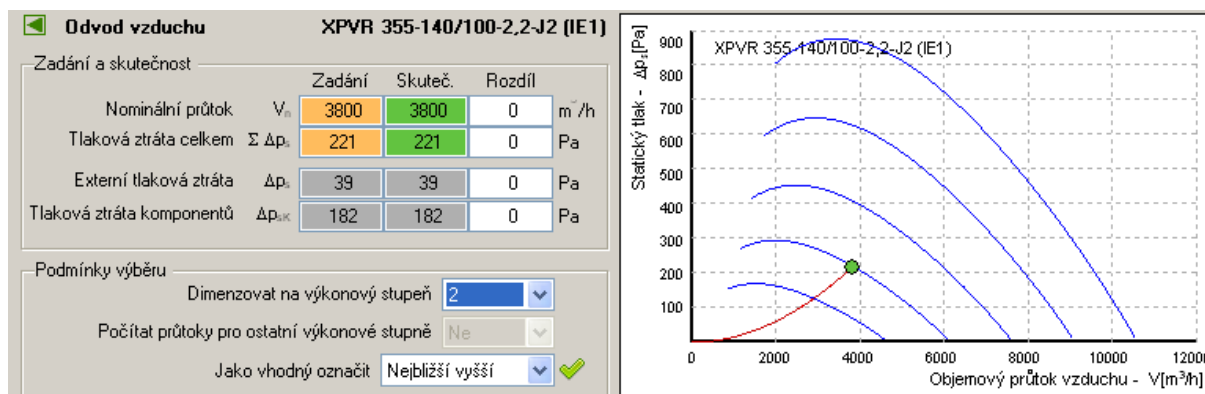 Odvod vzduchu XPVR 355-140/100-2,2-J2 (IE1)
Zadání a skutečnost
Zadání Skuteč. Rozdíl
Nominální průtok Vn 3800 3800 0 m³/h
Tlaková ztráta celkem Σ Δps 221 221 0 Pa
Externí tlaková ztráta Δps 39 39 0 Pa
Tlaková ztráta komponentů ΔpsK 182 182 0 Pa
Podmínky výběru
Dimenzovat na výkonový stupeň 2
Počítat průtoky pro ostatní výkonové stupně Ne
Jako vhodný označit Nejbližší vyšší
XPVR 355-140/100-2,2-J2 (IE1)
Statický tlak - Δps[Pa]
900
800
700
600
500
400
300
200
100
0 2000 4000 6000 8000 10000 12000
Objemový průtok vzduchu - V[m³/h]